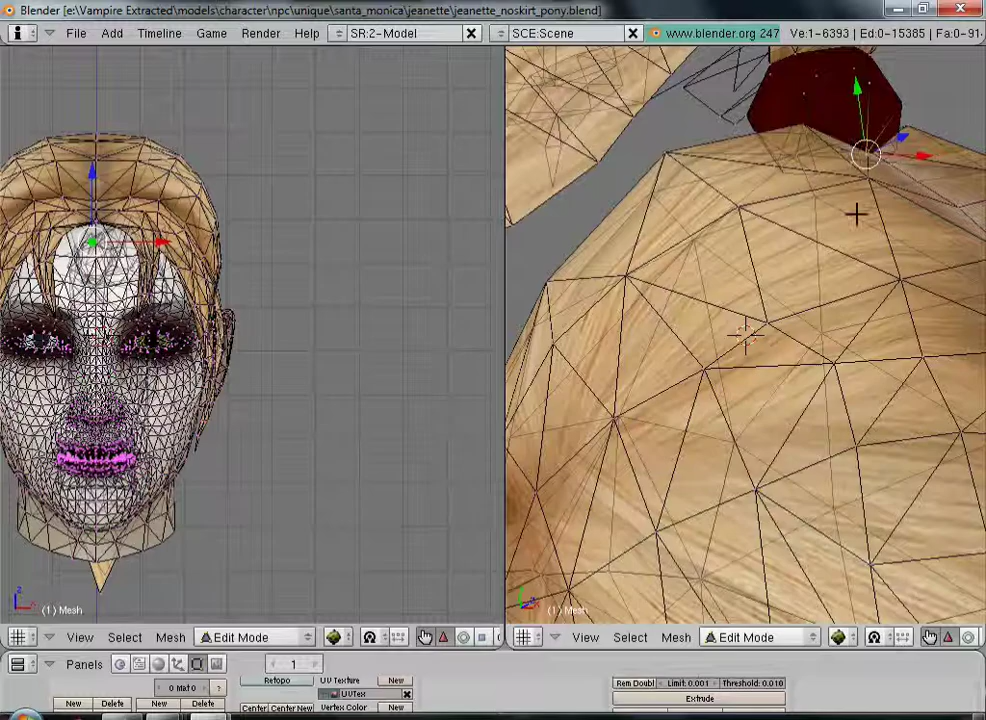 Blender [e:\Vampire Extracted\models\character\npc\unique\santa_monica\jeanette\jeanette_noskirt_pony.blend]
File Add Timeline Game Render Help SR:2-Model SCE:Scene www.blender.org 247 Ve:1-6393 | Ed:0-15385 | Fa:0-91
(1) Mesh (1) Mesh
View Select Mesh Edit Mode View Select Mesh Edit Mode
Panels 1
0 Mat 0 ? Retopo UV Texture New Rem Doubl Limit: 0.001 Threshold: 0.010
UVTex Extrude
New Delete New Delete Center Center New Vertex Color New